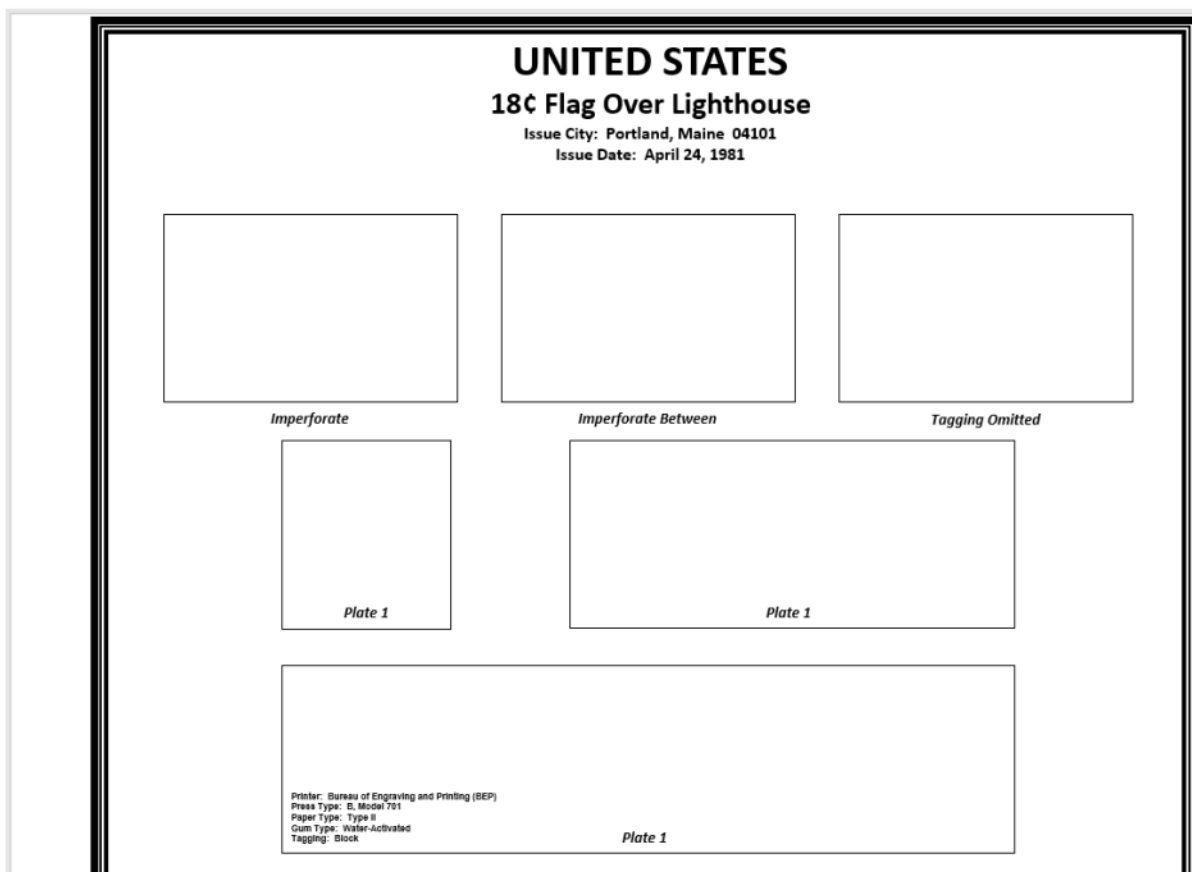 UNITED STATES
18¢ Flag Over Lighthouse
Issue City: Portland, Maine 04101
Issue Date: April 24, 1981
Imperforate
Imperforate Between
Tagging Omitted
Plate 1
Plate 1
Printer: Bureau of Engraving and Printing (BEP)
Press Type: B, Model 701
Paper Type: Type II
Gum Type: Water-Activated
Tagging: Block
Plate 1